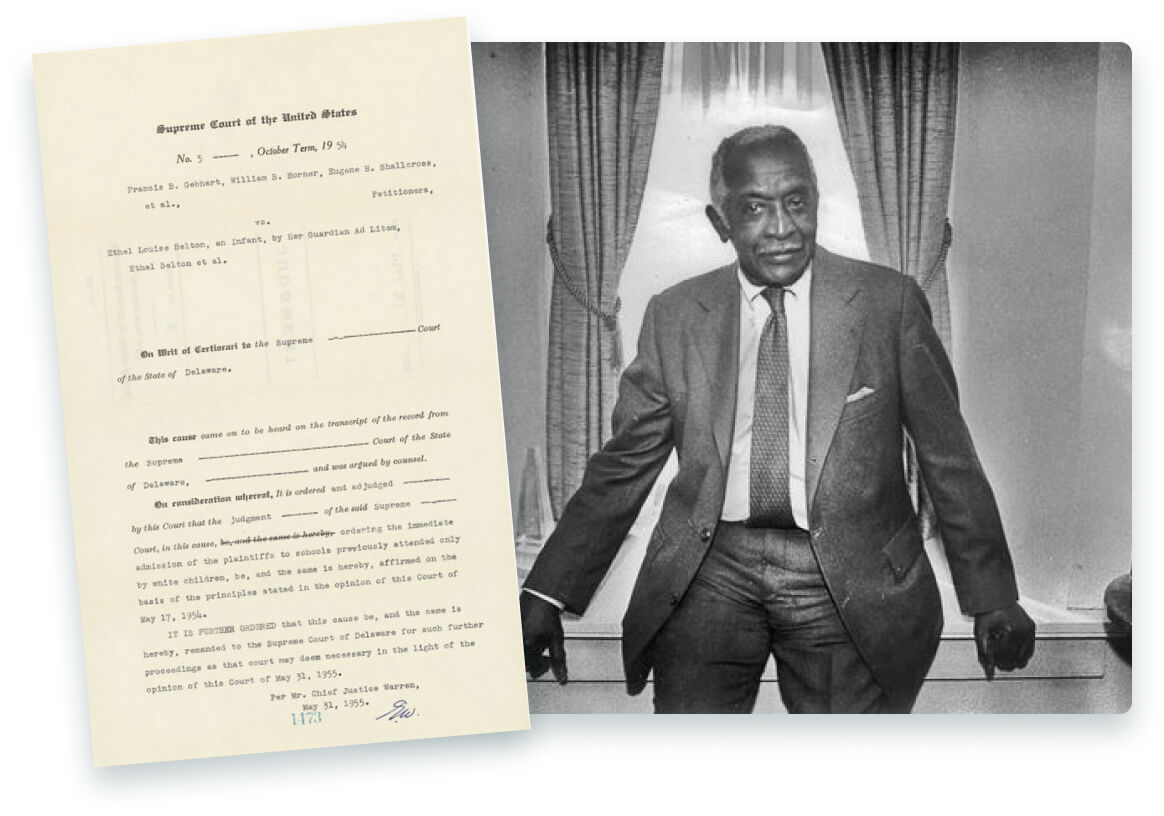 Supreme Court of the United States
No. 5 ——— , October Term, 19 54
Francis B. Gebhart, William B. Horner, Eugene H. Shallcross,
et al.,
Petitioners,
vs.
Ethel Louise Belton, an Infant, by Her Guardian Ad Litem,
Ethel Belton et al.
On Writ of Certiorari to the Supreme ——— Court
of the State of Delaware.
This cause came on to be heard on the transcript of the record from
the Supreme ——— Court of the State
of Delaware, ——— and was argued by counsel.
On consideration whereof, It is ordered and adjudged ———
by this Court that the judgment ——— of the said Supreme ———
Court, in this cause, be, and the same is hereby, ordering the immediate
admission of the plaintiffs to schools previously attended only
by white children, be, and the same is hereby, affirmed on the
basis of the principles stated in the opinion of this Court of
May 17, 1954.
IT IS FURTHER ORDERED that this cause be, and the same is
hereby, remanded to the Supreme Court of Delaware for such further
proceedings as that court may deem necessary in the light of the
opinion of this Court of May 31, 1955.
Per Mr. Chief Justice Warren,
May 31, 1955.
1473